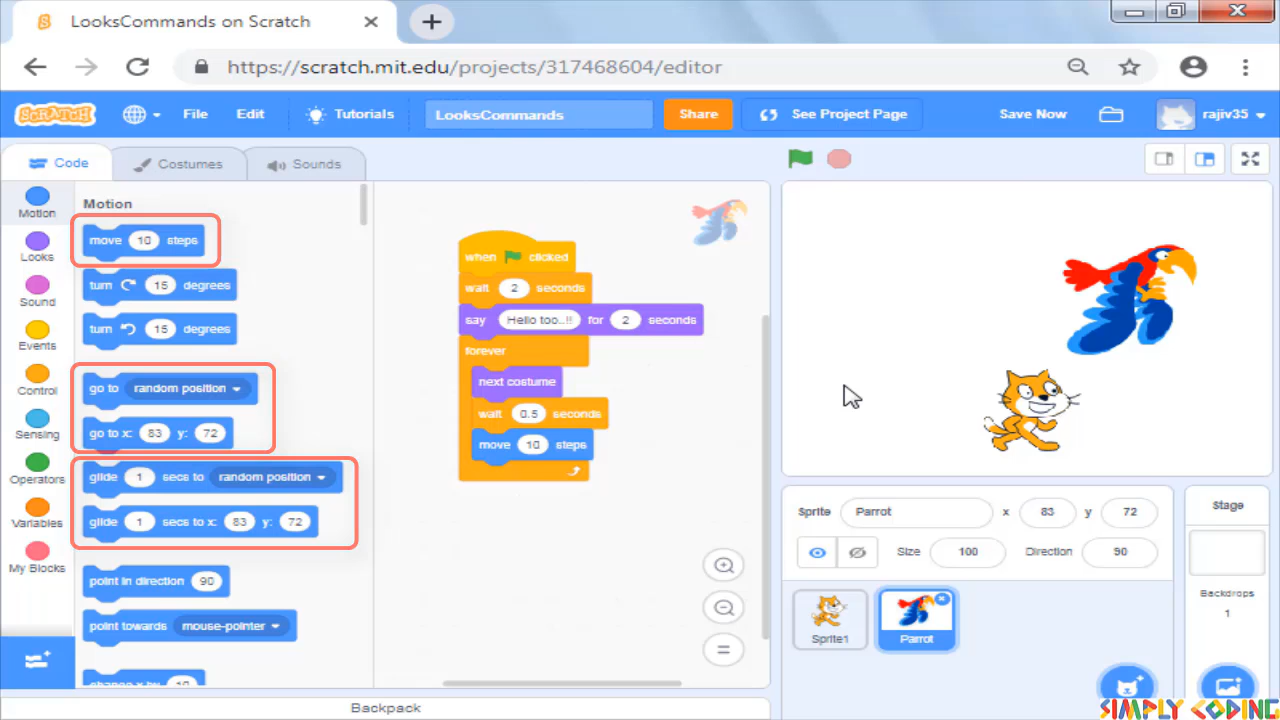 LooksCommands on Scratch
https://scratch.mit.edu/projects/317468604/editor
SCRATCH File Edit Tutorials LooksCommands Share See Project Page Save Now rajiv35
Code Costumes Sounds
Motion
Looks
Sound
Events
Control
Sensing
Operators
Variables
My Blocks
Motion
move 10 steps
turn 15 degrees
turn 15 degrees
go to random position
go to x: 83 y: 72
glide 1 secs to random position
glide 1 secs to x: 83 y: 72
point in direction 90
point towards mouse-pointer
change x by 10
when clicked
wait 2 seconds
say Hello too..!! for 2 seconds
forever
next costume
wait 0.5 seconds
move 10 steps
Sprite Parrot x 83 y 72
Size 100 Direction 90
Sprite1
Parrot
Stage
Backdrops
1
Backpack
SIMPLY CODING